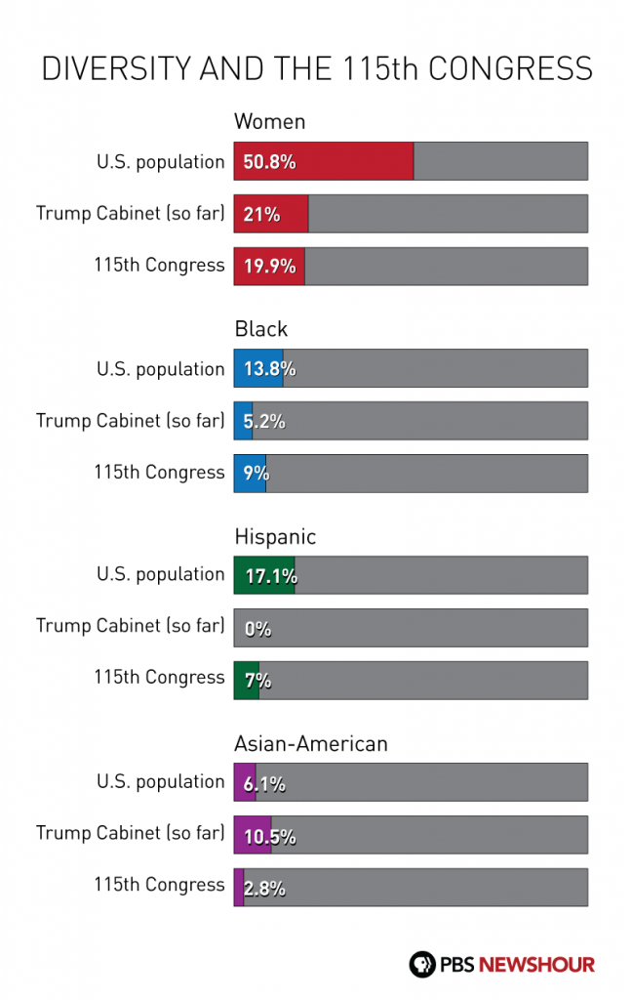 DIVERSITY AND THE 115th CONGRESS
Women
U.S. population 50.8%
Trump Cabinet (so far) 21%
115th Congress 19.9%
Black
U.S. population 13.8%
Trump Cabinet (so far) 5.2%
115th Congress 9%
Hispanic
U.S. population 17.1%
Trump Cabinet (so far) 0%
115th Congress 7%
Asian-American
U.S. population 6.1%
Trump Cabinet (so far) 10.5%
115th Congress 2.8%
PBS NEWSHOUR